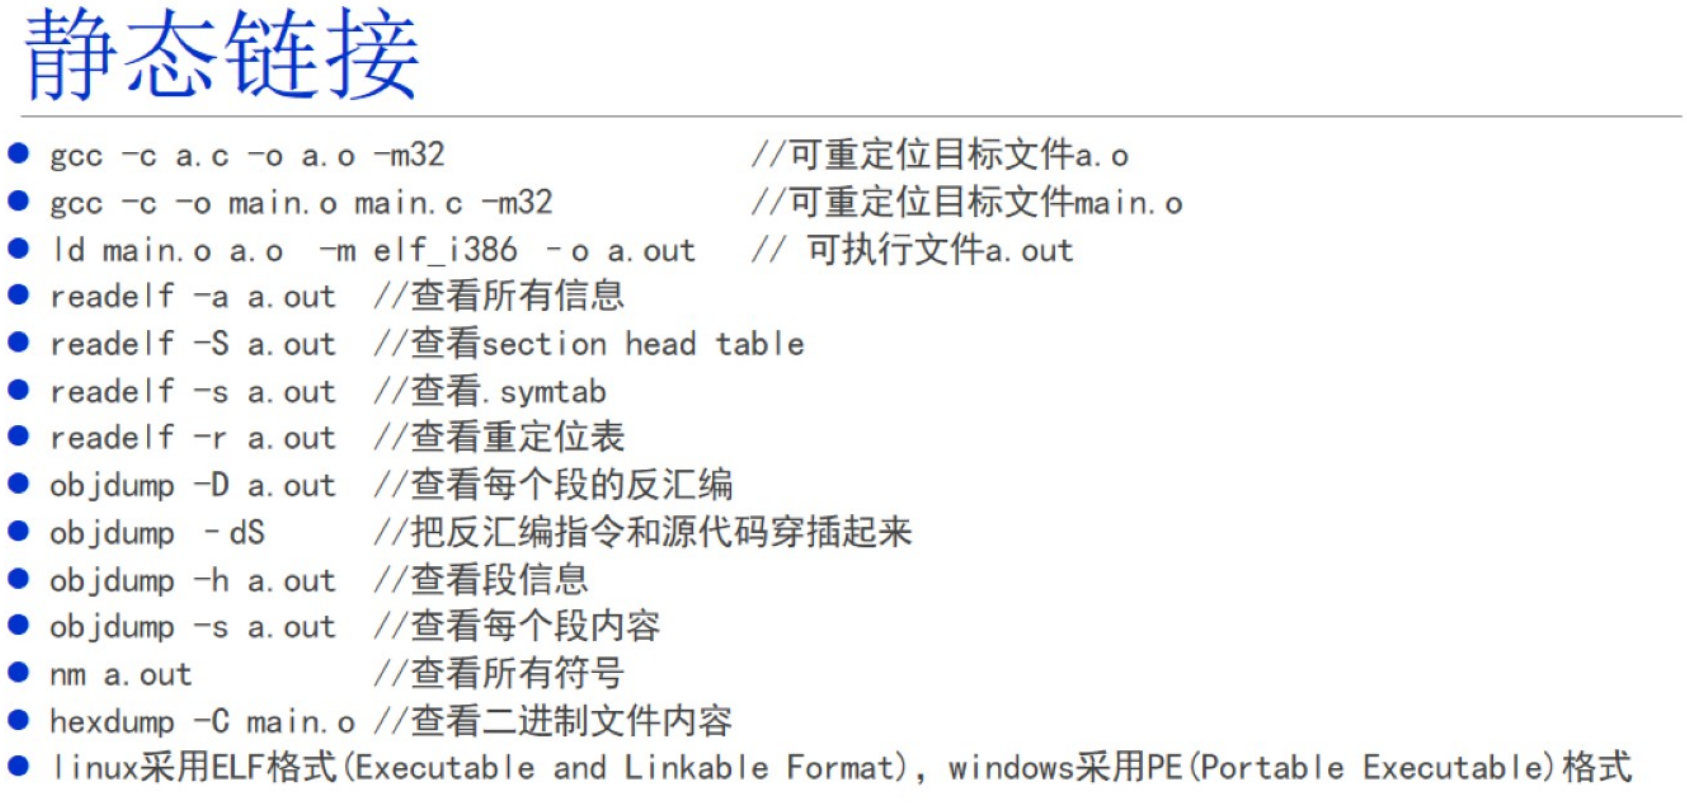 静态链接
gcc -c a.c -o a.o -m32 //可重定位目标文件a.o
gcc -c -o main.o main.c -m32 //可重定位目标文件main.o
ld main.o a.o -m elf_i386 –o a.out // 可执行文件a.out
readelf -a a.out //查看所有信息
readelf -S a.out //查看section head table
readelf -s a.out //查看.symtab
readelf -r a.out //查看重定位表
objdump -D a.out //查看每个段的反汇编
objdump –dS //把反汇编指令和源代码穿插起来
objdump -h a.out //查看段信息
objdump -s a.out //查看每个段内容
nm a.out //查看所有符号
hexdump -C main.o //查看二进制文件内容
linux采用ELF格式(Executable and Linkable Format)，windows采用PE(Portable Executable)格式